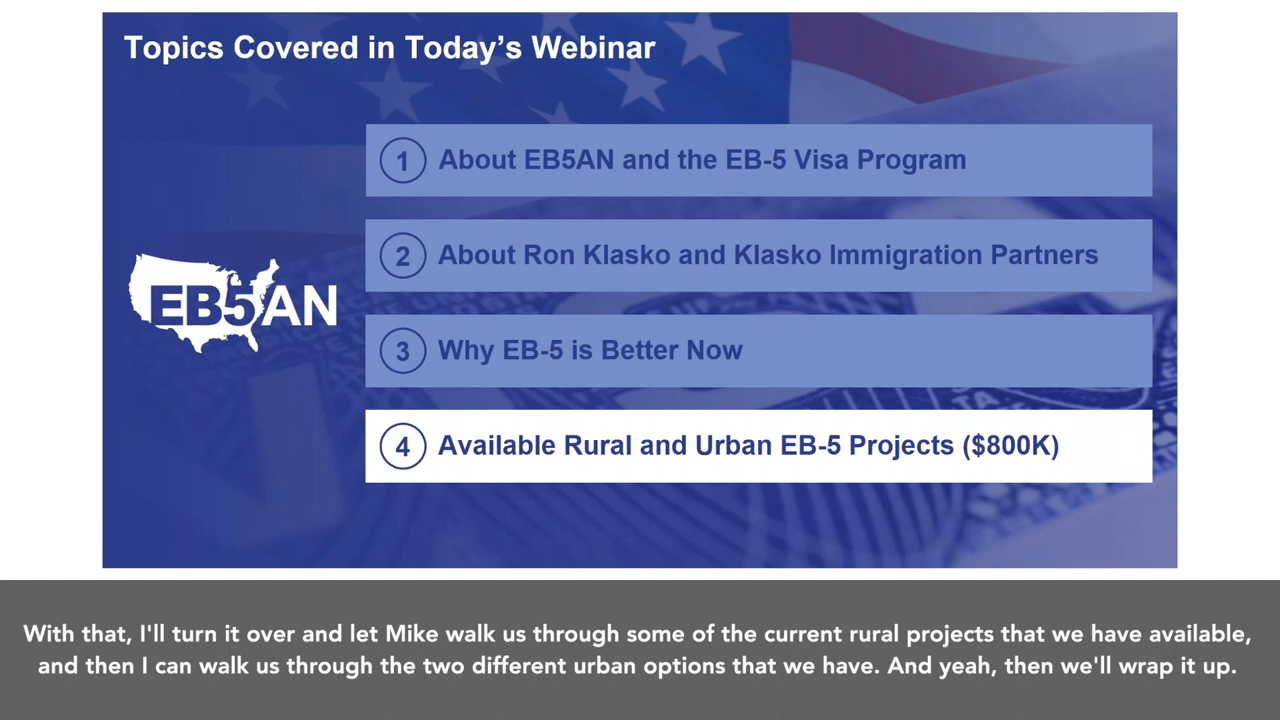 Topics Covered in Today’s Webinar
1 About EB5AN and the EB-5 Visa Program
2 About Ron Klasko and Klasko Immigration Partners
EB5AN
3 Why EB-5 is Better Now
4 Available Rural and Urban EB-5 Projects ($800K)
With that, I'll turn it over and let Mike walk us through some of the current rural projects that we have available,
and then I can walk us through the two different urban options that we have. And yeah, then we'll wrap it up.